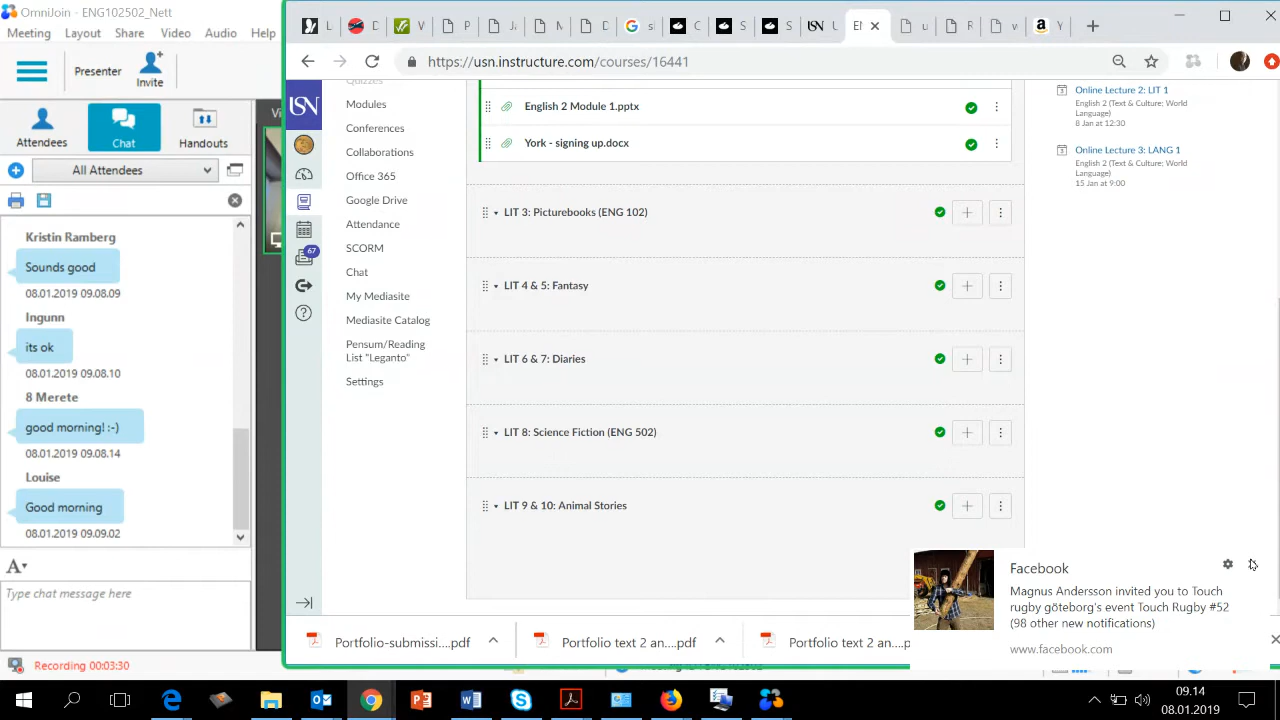 OmniJoin - ENG102502_Nett
Meeting Layout Share Video Audio Help
Presenter
Invite
Attendees
Chat
Handouts
All Attendees
Kristin Ramberg
Sounds good
08.01.2019 09.08.09
Ingunn
its ok
08.01.2019 09.08.10
8 Merete
good morning! :-)
08.01.2019 09.08.14
Louise
Good morning
08.01.2019 09.09.02
A
Type chat message here
Recording 00:03:30
https://usn.instructure.com/courses/16441
USN
67
Quizzes
Modules
Conferences
Collaborations
Office 365
Google Drive
Attendance
SCORM
Chat
My Mediasite
Mediasite Catalog
Pensum/Reading
List "Leganto"
Settings
English 2 Module 1.pptx
York - signing up.docx
LIT 3: Picturebooks (ENG 102)
LIT 4 & 5: Fantasy
LIT 6 & 7: Diaries
LIT 8: Science Fiction (ENG 502)
LIT 9 & 10: Animal Stories
Online Lecture 2: LIT 1
English 2 (Text & Culture; World
Language)
8 Jan at 12:30
Online Lecture 3: LANG 1
English 2 (Text & Culture; World
Language)
15 Jan at 9:00
Facebook
Magnus Andersson invited you to Touch
rugby göteborg's event Touch Rugby #52
(98 other new notifications)
www.facebook.com
Portfolio-submissi....pdf
Portfolio text 2 an....pdf
Portfolio text 2 an....p
09.14
08.01.2019